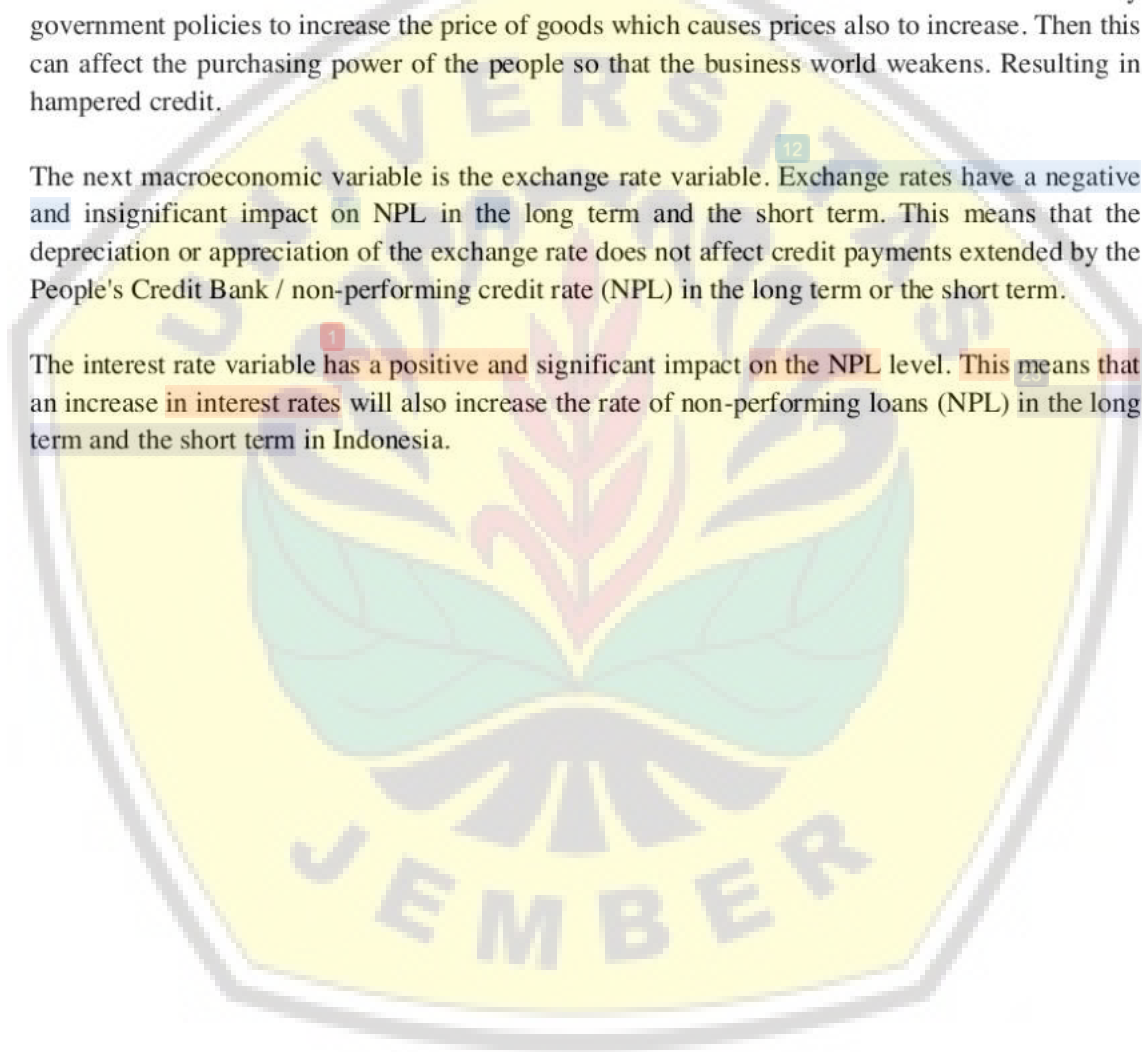 government policies to increase the price of goods which causes prices also to increase. Then this
can affect the purchasing power of the people so that the business world weakens. Resulting in
hampered credit.
12
The next macroeconomic variable is the exchange rate variable. Exchange rates have a negative
and insignificant impact on NPL in the long term and the short term. This means that the
depreciation or appreciation of the exchange rate does not affect credit payments extended by the
People's Credit Bank / non-performing credit rate (NPL) in the long term or the short term.
1
The interest rate variable has a positive and significant impact on the NPL level. This means that
an increase in interest rates will also increase the rate of non-performing loans (NPL) in the long
term and the short term in Indonesia.
UNIVERSITAS
JEMBER